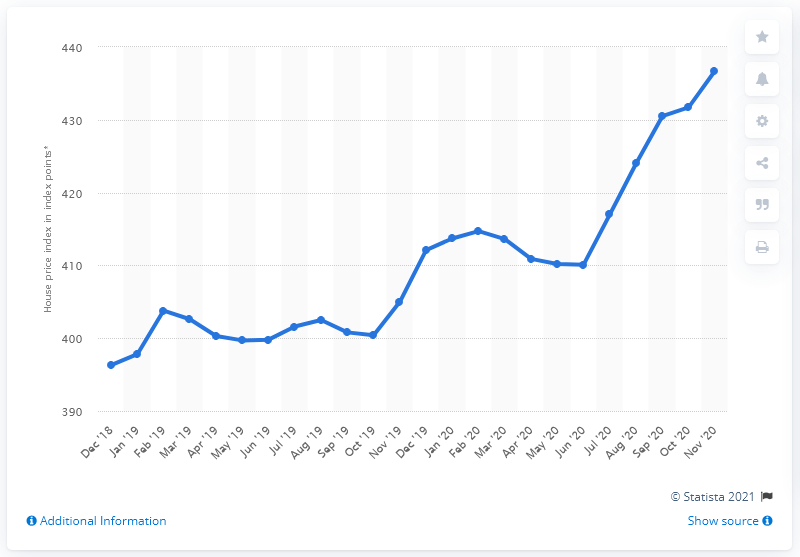 440
430
420
410
400
390
House price index in index points*
Dec '18
Jan '19
Feb '19
Mar '19
Apr '19
May '19
Jun '19
Jul '19
Aug '19
Sep '19
Oct '19
Nov '19
Dec '19
Jan '20
Feb '20
Mar '20
Apr '20
May '20
Jun '20
Jul '20
Aug '20
Sep '20
Oct '20
Nov '20
© Statista 2021
Additional Information
Show source